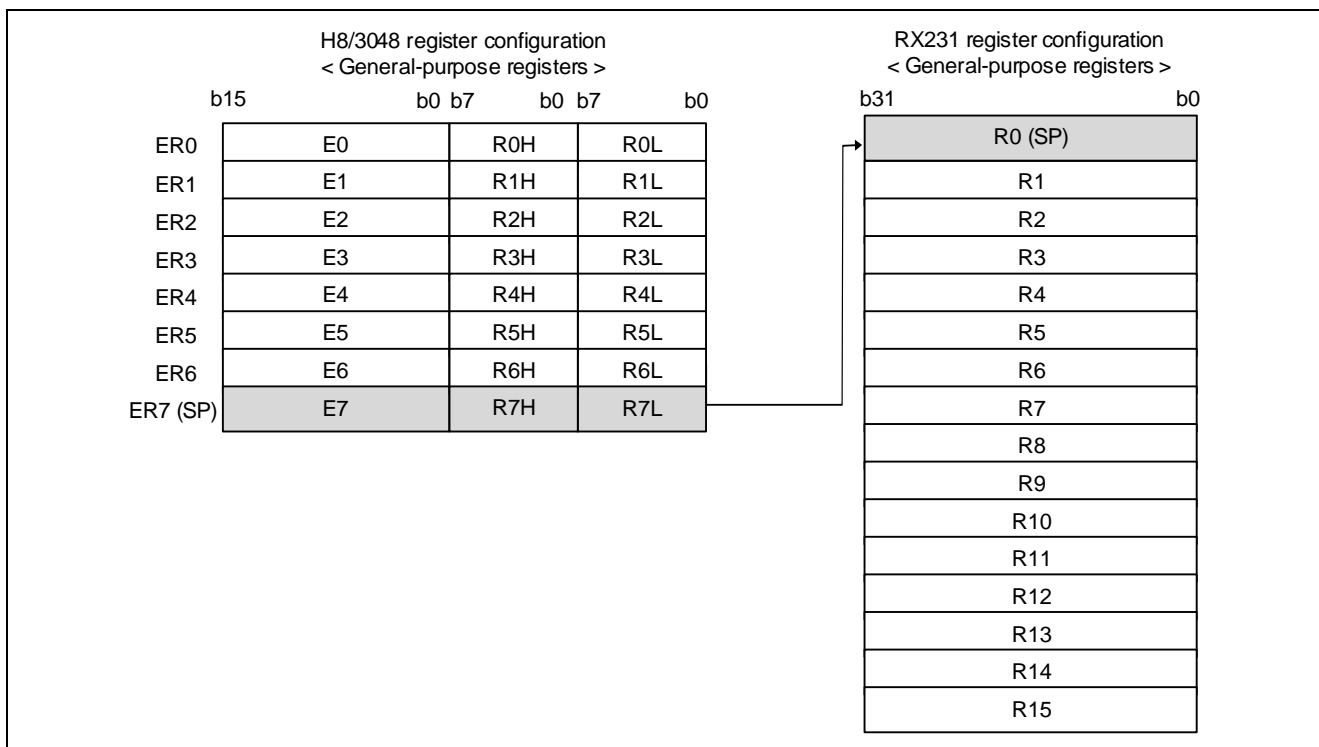 H8/3048 register configuration
< General-purpose registers >
b15 b0 b7 b0 b7 b0
ER0 E0 R0H R0L
ER1 E1 R1H R1L
ER2 E2 R2H R2L
ER3 E3 R3H R3L
ER4 E4 R4H R4L
ER5 E5 R5H R5L
ER6 E6 R6H R6L
ER7 (SP) E7 R7H R7L
RX231 register configuration
< General-purpose registers >
b31 b0
R0 (SP)
R1
R2
R3
R4
R5
R6
R7
R8
R9
R10
R11
R12
R13
R14
R15